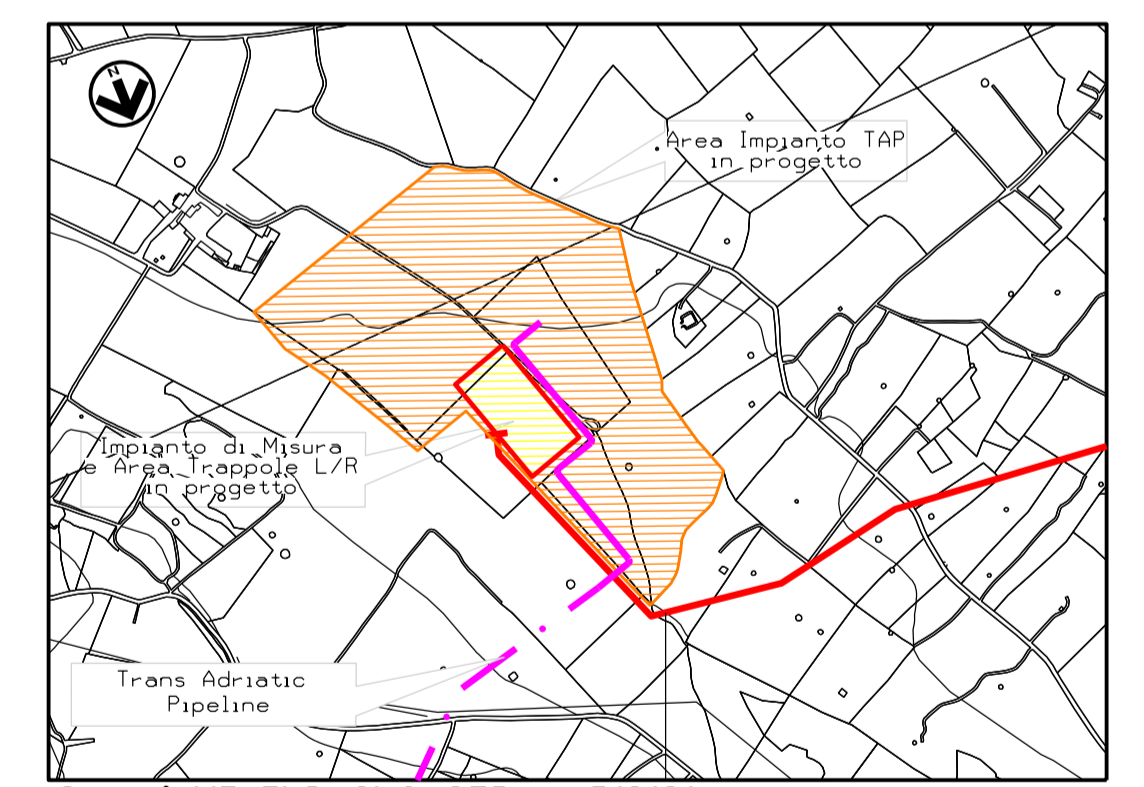 N
Area Impianto TAP
in progetto
Impianto di Misura
e Area Trappole L/R
in progetto
Trans Adriatic
Pipeline